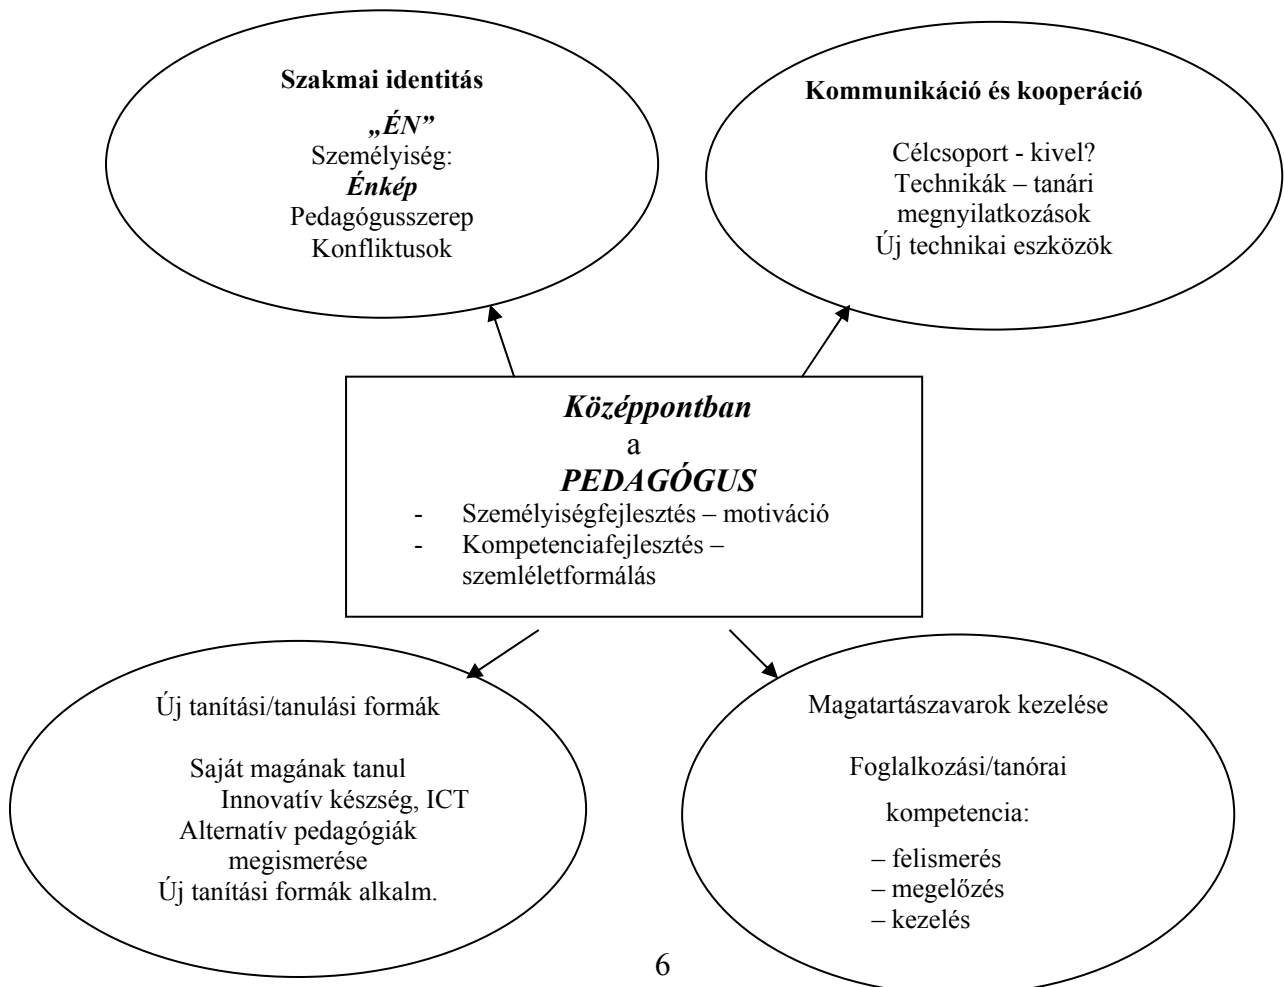 Szakmai identitás
„ÉN”
Személyiség:
Énkép
Pedagógusszerep
Konfliktusok
Kommunikáció és kooperáció
Célcsoport - kivel?
Technikák – tanári
megnyilatkozások
Új technikai eszközök
Középpontban
a
PEDAGÓGUS
- Személyiségfejlesztés – motiváció
- Kompetenciafejlesztés –
szemléletformálás
Új tanítási/tanulási formák
Saját magának tanul
Innovatív készség, ICT
Alternatív pedagógiák
megismerése
Új tanítási formák alkalm.
Magatartászavarok kezelése
Foglalkozási/tanórai
kompetencia:
– felismerés
– megelőzés
– kezelés
6